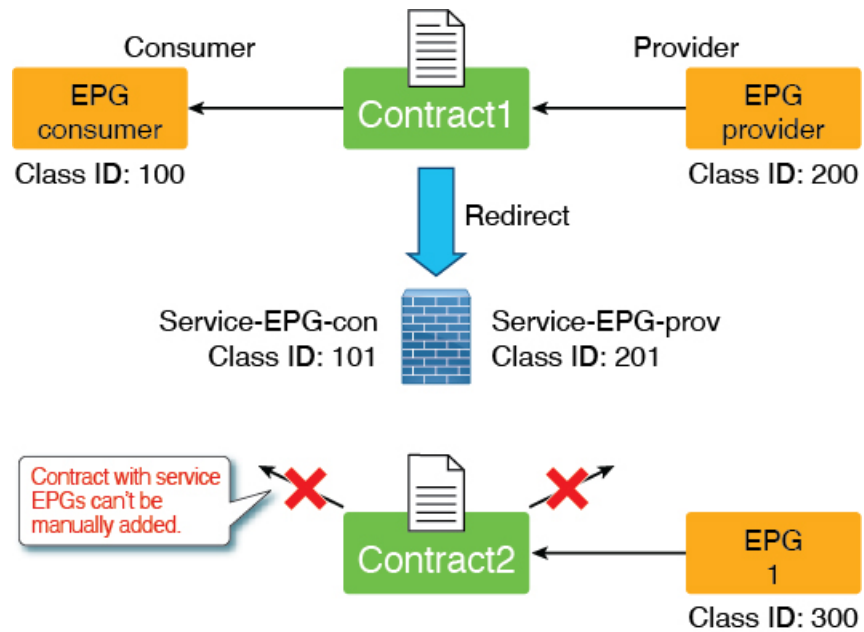 Consumer
Provider
EPG
consumer
Contract1
EPG
provider
Class ID: 100
Class ID: 200
Redirect
Service-EPG-con
Class ID: 101
Service-EPG-prov
Class ID: 201
Contract with service
EPGs can't be
manually added.
Contract2
EPG
1
Class ID: 300